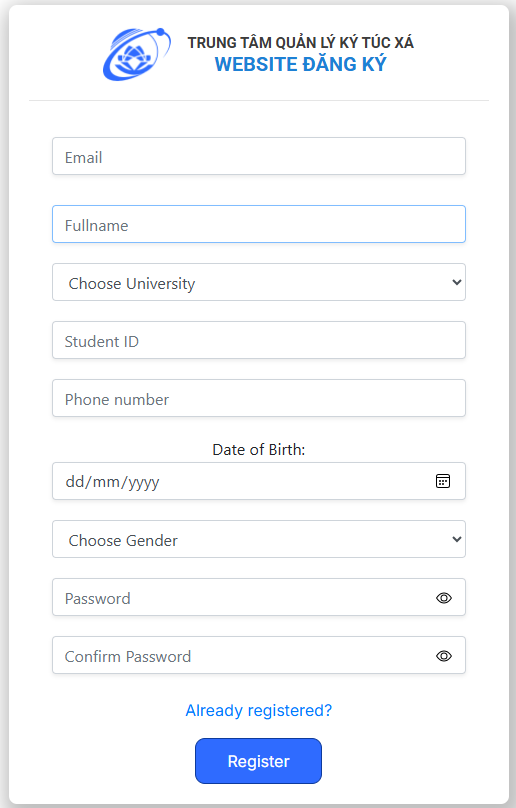 TRUNG TÂM QUẢN LÝ KÝ TÚC XÁ
WEBSITE ĐĂNG KÝ
Email
Fullname
Choose University
Student ID
Phone number
Date of Birth:
dd/mm/yyyy
Choose Gender
Password
Confirm Password
Already registered?
Register